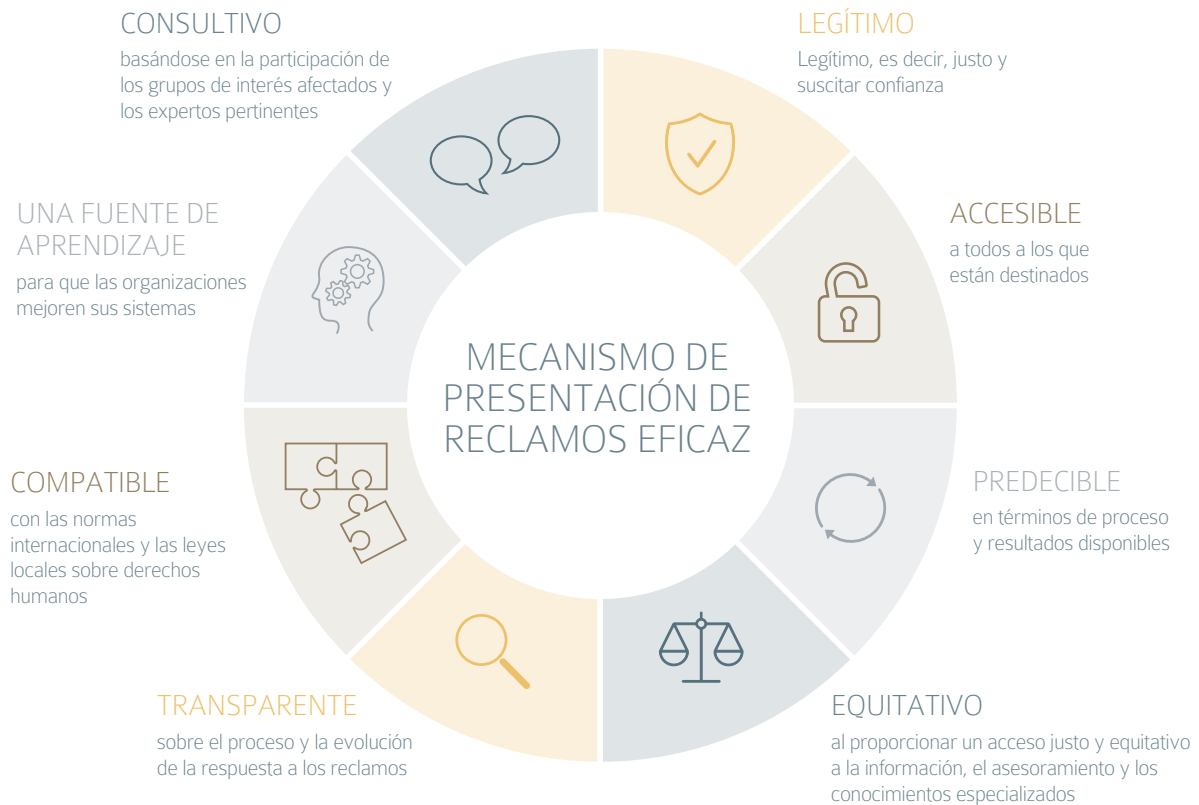 MECANISMO DE
PRESENTACIÓN DE
RECLAMOS EFICAZ
LEGÍTIMO
Legítimo, es decir, justo y
suscitar confianza
ACCESIBLE
a todos a los que
están destinados
PREDECIBLE
en términos de proceso
y resultados disponibles
EQUITATIVO
al proporcionar un acceso justo y equitativo
a la información, el asesoramiento y los
conocimientos especializados
TRANSPARENTE
sobre el proceso y la evolución
de la respuesta a los reclamos
COMPATIBLE
con las normas
internacionales y las leyes
locales sobre derechos
humanos
UNA FUENTE DE
APRENDIZAJE
para que las organizaciones
mejoren sus sistemas
CONSULTIVO
basándose en la participación de
los grupos de interés afectados y
los expertos pertinentes